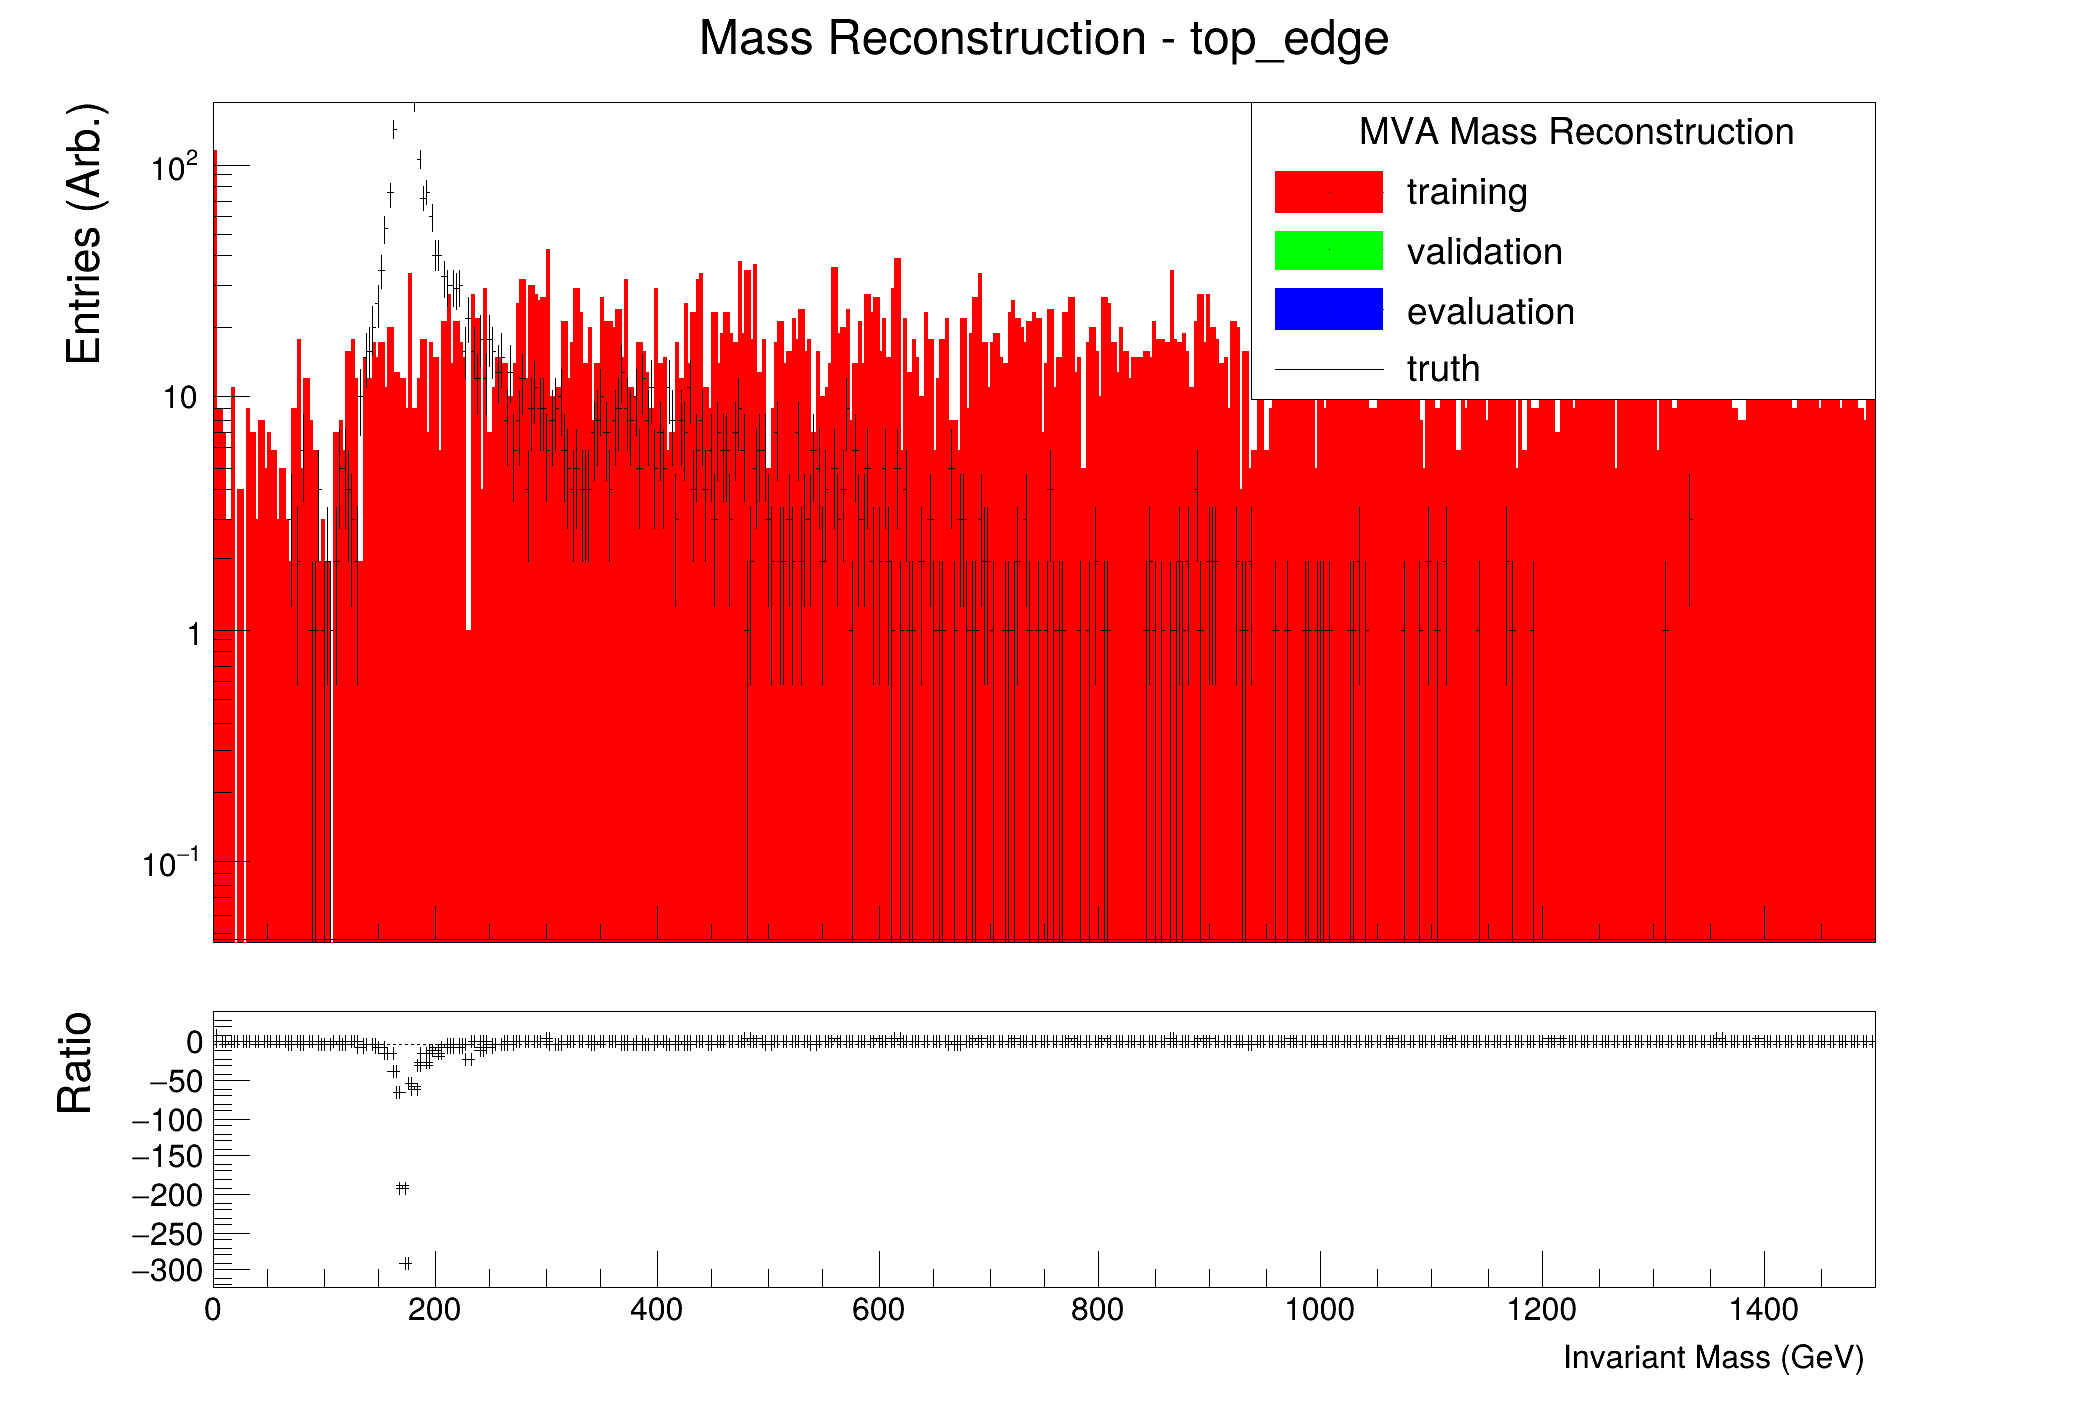 Mass Reconstruction - top_edge
Entries (Arb.)
10²
10
1
10⁻¹
MVA Mass Reconstruction
training
validation
evaluation
truth
Ratio
0
−50
−100
−150
−200
−250
−300
0 200 400 600 800 1000 1200 1400
Invariant Mass (GeV)